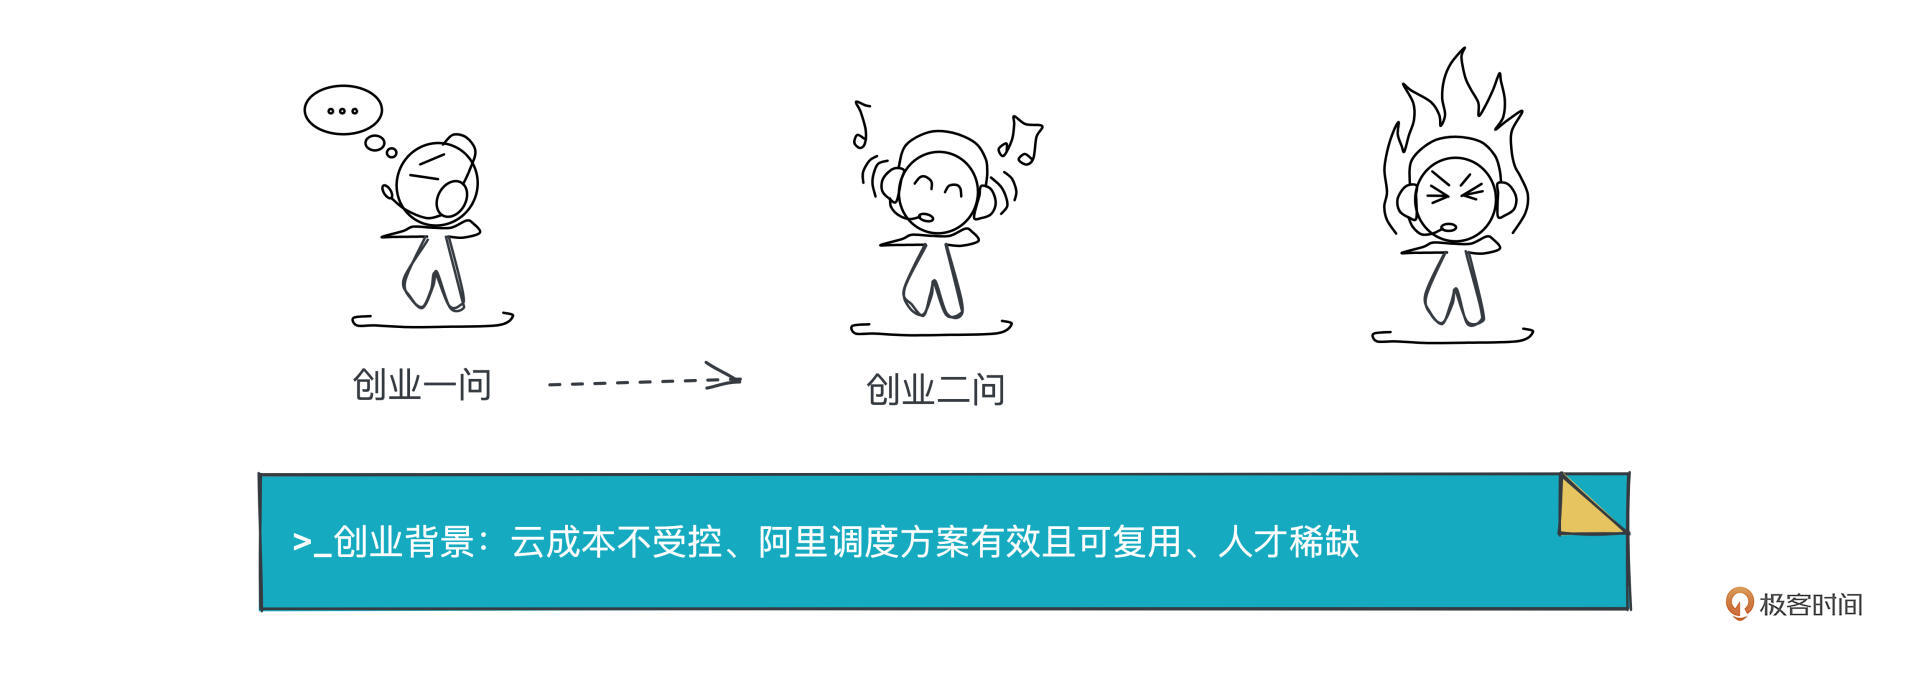 创业一问
创业二问
>_创业背景：云成本不受控、阿里调度方案有效且可复用、人才稀缺
极客时间